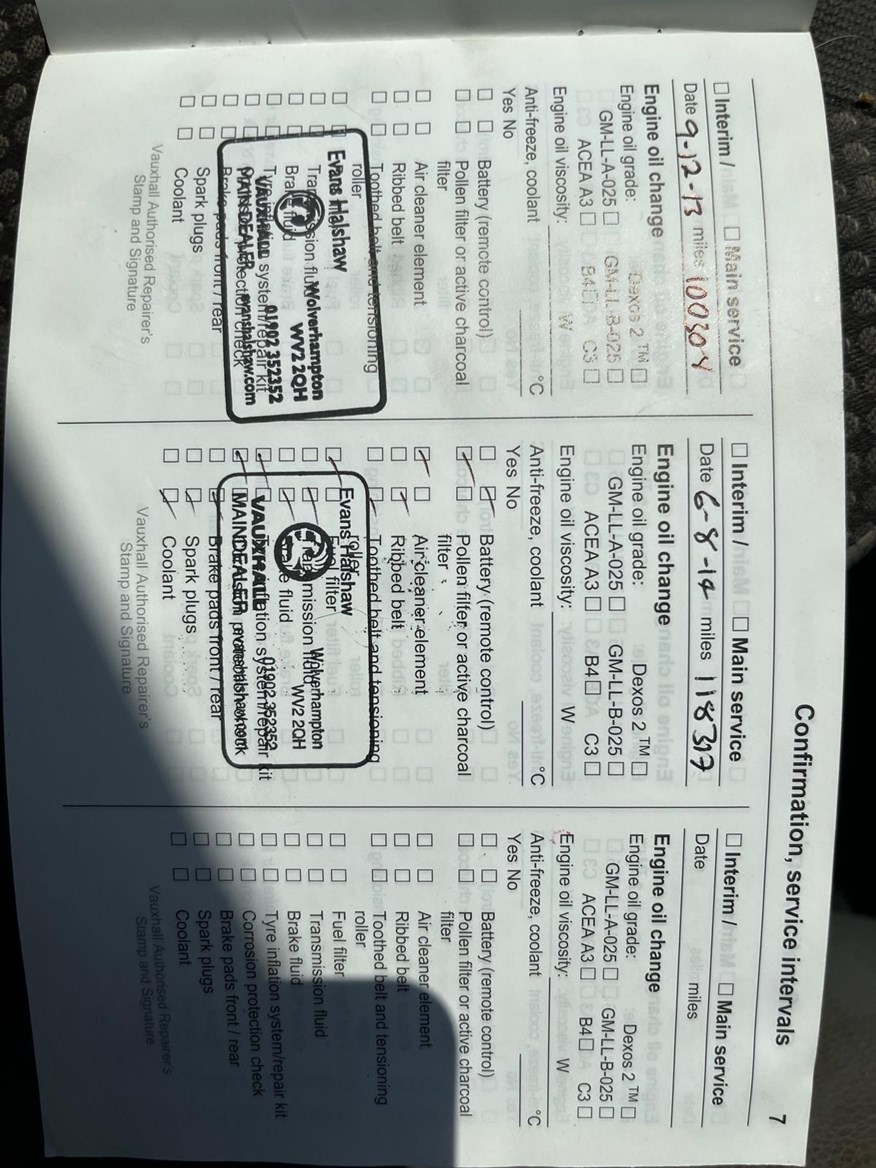 Confirmation, service intervals
7
Interim / Main service
Date 9-12-13 miles 100304
Engine oil change
Engine oil grade: Dexos 2 ™
GM-LL-A-025 GM-LL-B-025
ACEA A3 B4 C3
Engine oil viscosity: W
Anti-freeze, coolant °C
Yes No
Battery (remote control)
Pollen filter or active charcoal
filter
Air cleaner element
Ribbed belt
Toothed belt and tensioning
roller
Evans Halshaw
Wolverhampton
WV2 2QH
VAUXHALL 01902 352352
MAIN DEALER evanshalshaw.com
Brake pads front / rear
Spark plugs
Coolant
Vauxhall Authorised Repairer's
Stamp and Signature
Interim / Main service
Date 6-8-14 miles 118317
Engine oil change
Engine oil grade: Dexos 2 ™
GM-LL-A-025 GM-LL-B-025
ACEA A3 B4 C3
Engine oil viscosity: W
Anti-freeze, coolant °C
Yes No
Battery (remote control)
Pollen filter or active charcoal
filter
Air cleaner element
Ribbed belt
Toothed belt and tensioning
roller
Evans Halshaw
Wolverhampton
WV2 2QH
VAUXHALL 01902 352352
MAIN DEALER
Brake pads front / rear
Spark plugs
Coolant
Vauxhall Authorised Repairer's
Stamp and Signature
Interim / Main service
Date miles
Engine oil change
Engine oil grade: Dexos 2 ™
GM-LL-A-025 GM-LL-B-025
ACEA A3 B4 C3
Engine oil viscosity: W
Anti-freeze, coolant °C
Yes No
Battery (remote control)
Pollen filter or active charcoal
filter
Air cleaner element
Ribbed belt
Toothed belt and tensioning
roller
Fuel filter
Transmission fluid
Brake fluid
Tyre inflation system/repair kit
Corrosion protection check
Brake pads front / rear
Spark plugs
Coolant
Vauxhall Authorised Repairer's
Stamp and Signature